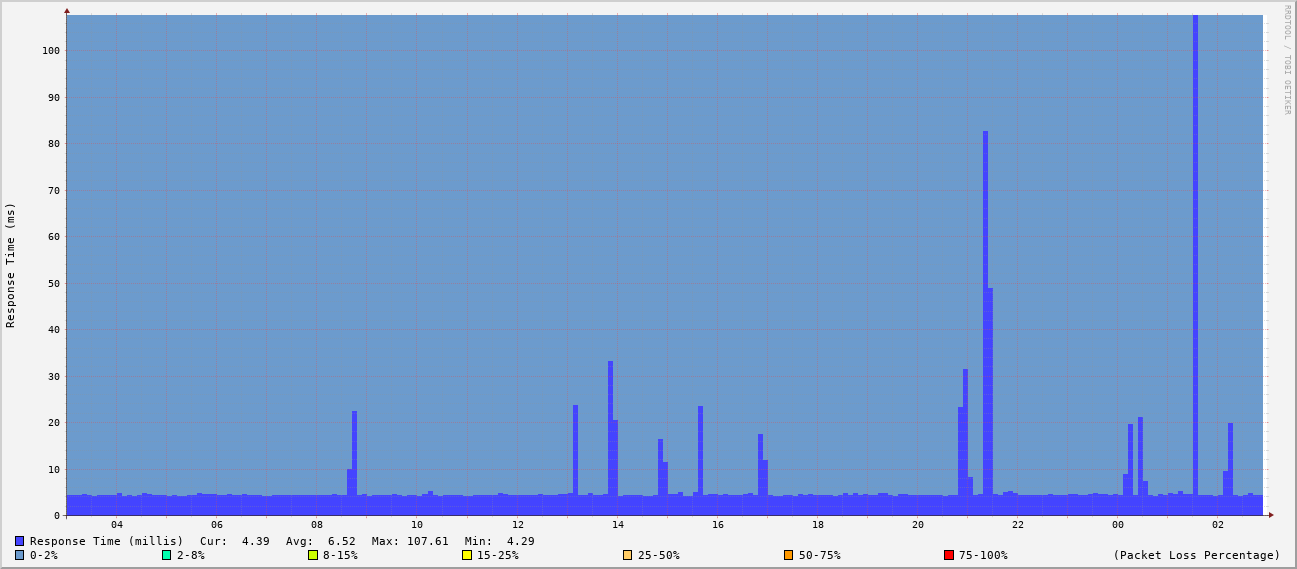 RRDTOOL / TOBI OETIKER
Response Time (ms)
100
90
80
70
60
50
40
30
20
10
0
04 06 08 10 12 14 16 18 20 22 00 02
Response Time (millis) Cur: 4.39 Avg: 6.52 Max: 107.61 Min: 4.29
0-2% 2-8% 8-15% 15-25% 25-50% 50-75% 75-100% (Packet Loss Percentage)